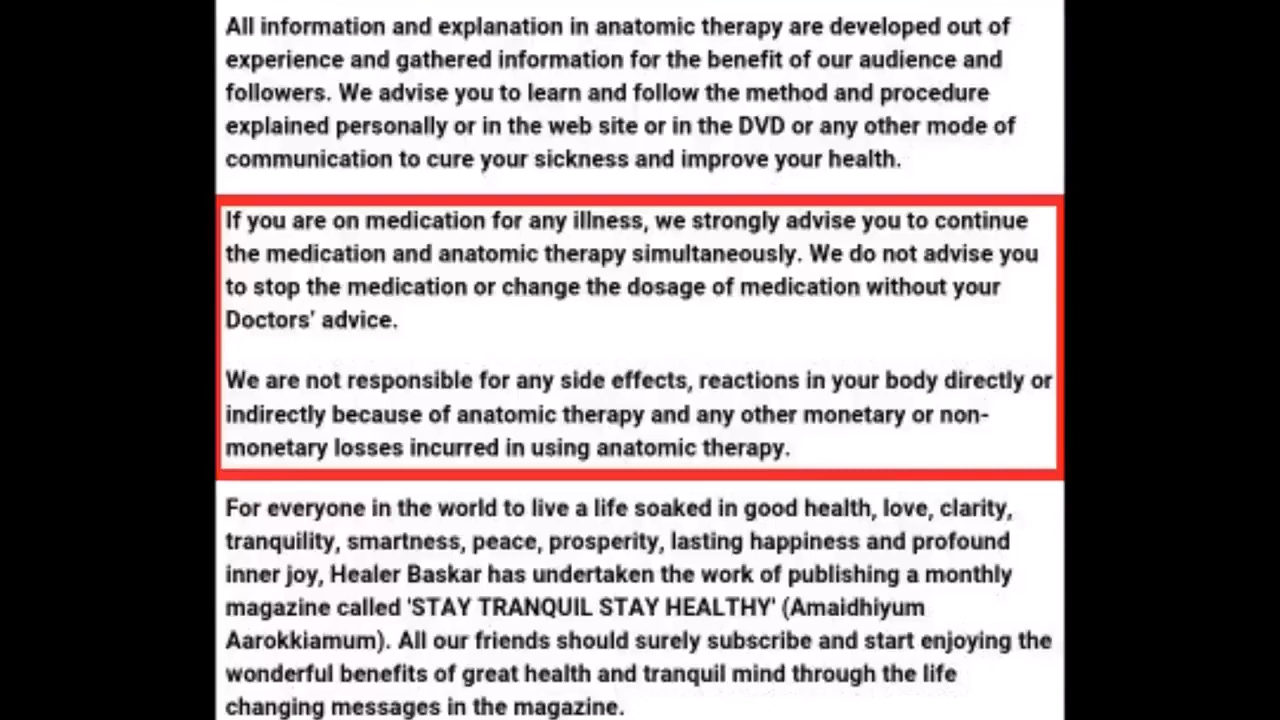 All information and explanation in anatomic therapy are developed out of
experience and gathered information for the benefit of our audience and
followers. We advise you to learn and follow the method and procedure
explained personally or in the web site or in the DVD or any other mode of
communication to cure your sickness and improve your health.
If you are on medication for any illness, we strongly advise you to continue
the medication and anatomic therapy simultaneously. We do not advise you
to stop the medication or change the dosage of medication without your
Doctors' advice.
We are not responsible for any side effects, reactions in your body directly or
indirectly because of anatomic therapy and any other monetary or non-
monetary losses incurred in using anatomic therapy.
For everyone in the world to live a life soaked in good health, love, clarity,
tranquility, smartness, peace, prosperity, lasting happiness and profound
inner joy, Healer Baskar has undertaken the work of publishing a monthly
magazine called 'STAY TRANQUIL STAY HEALTHY' (Amaidhiyum
Aarokkiamum). All our friends should surely subscribe and start enjoying the
wonderful benefits of great health and tranquil mind through the life
changing messages in the magazine.